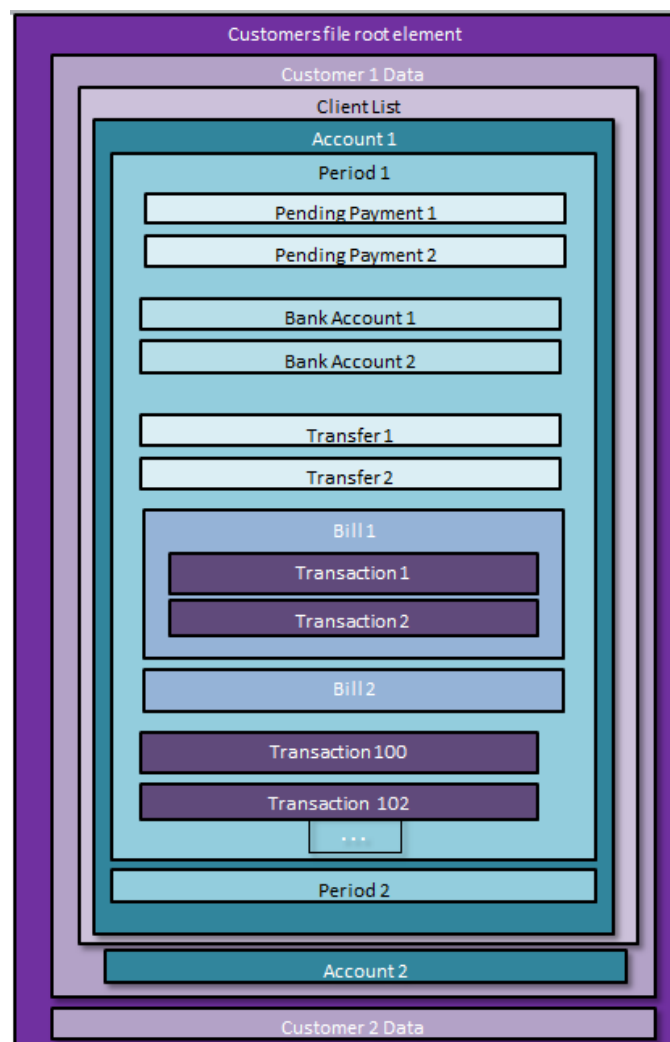 Customers file root element
Customer 1 Data
Client List
Account 1
Period 1
Pending Payment 1
Pending Payment 2
Bank Account 1
Bank Account 2
Transfer 1
Transfer 2
Bill 1
Transaction 1
Transaction 2
Bill 2
Transaction 100
Transaction 102
...
Period 2
Account 2
Customer 2 Data